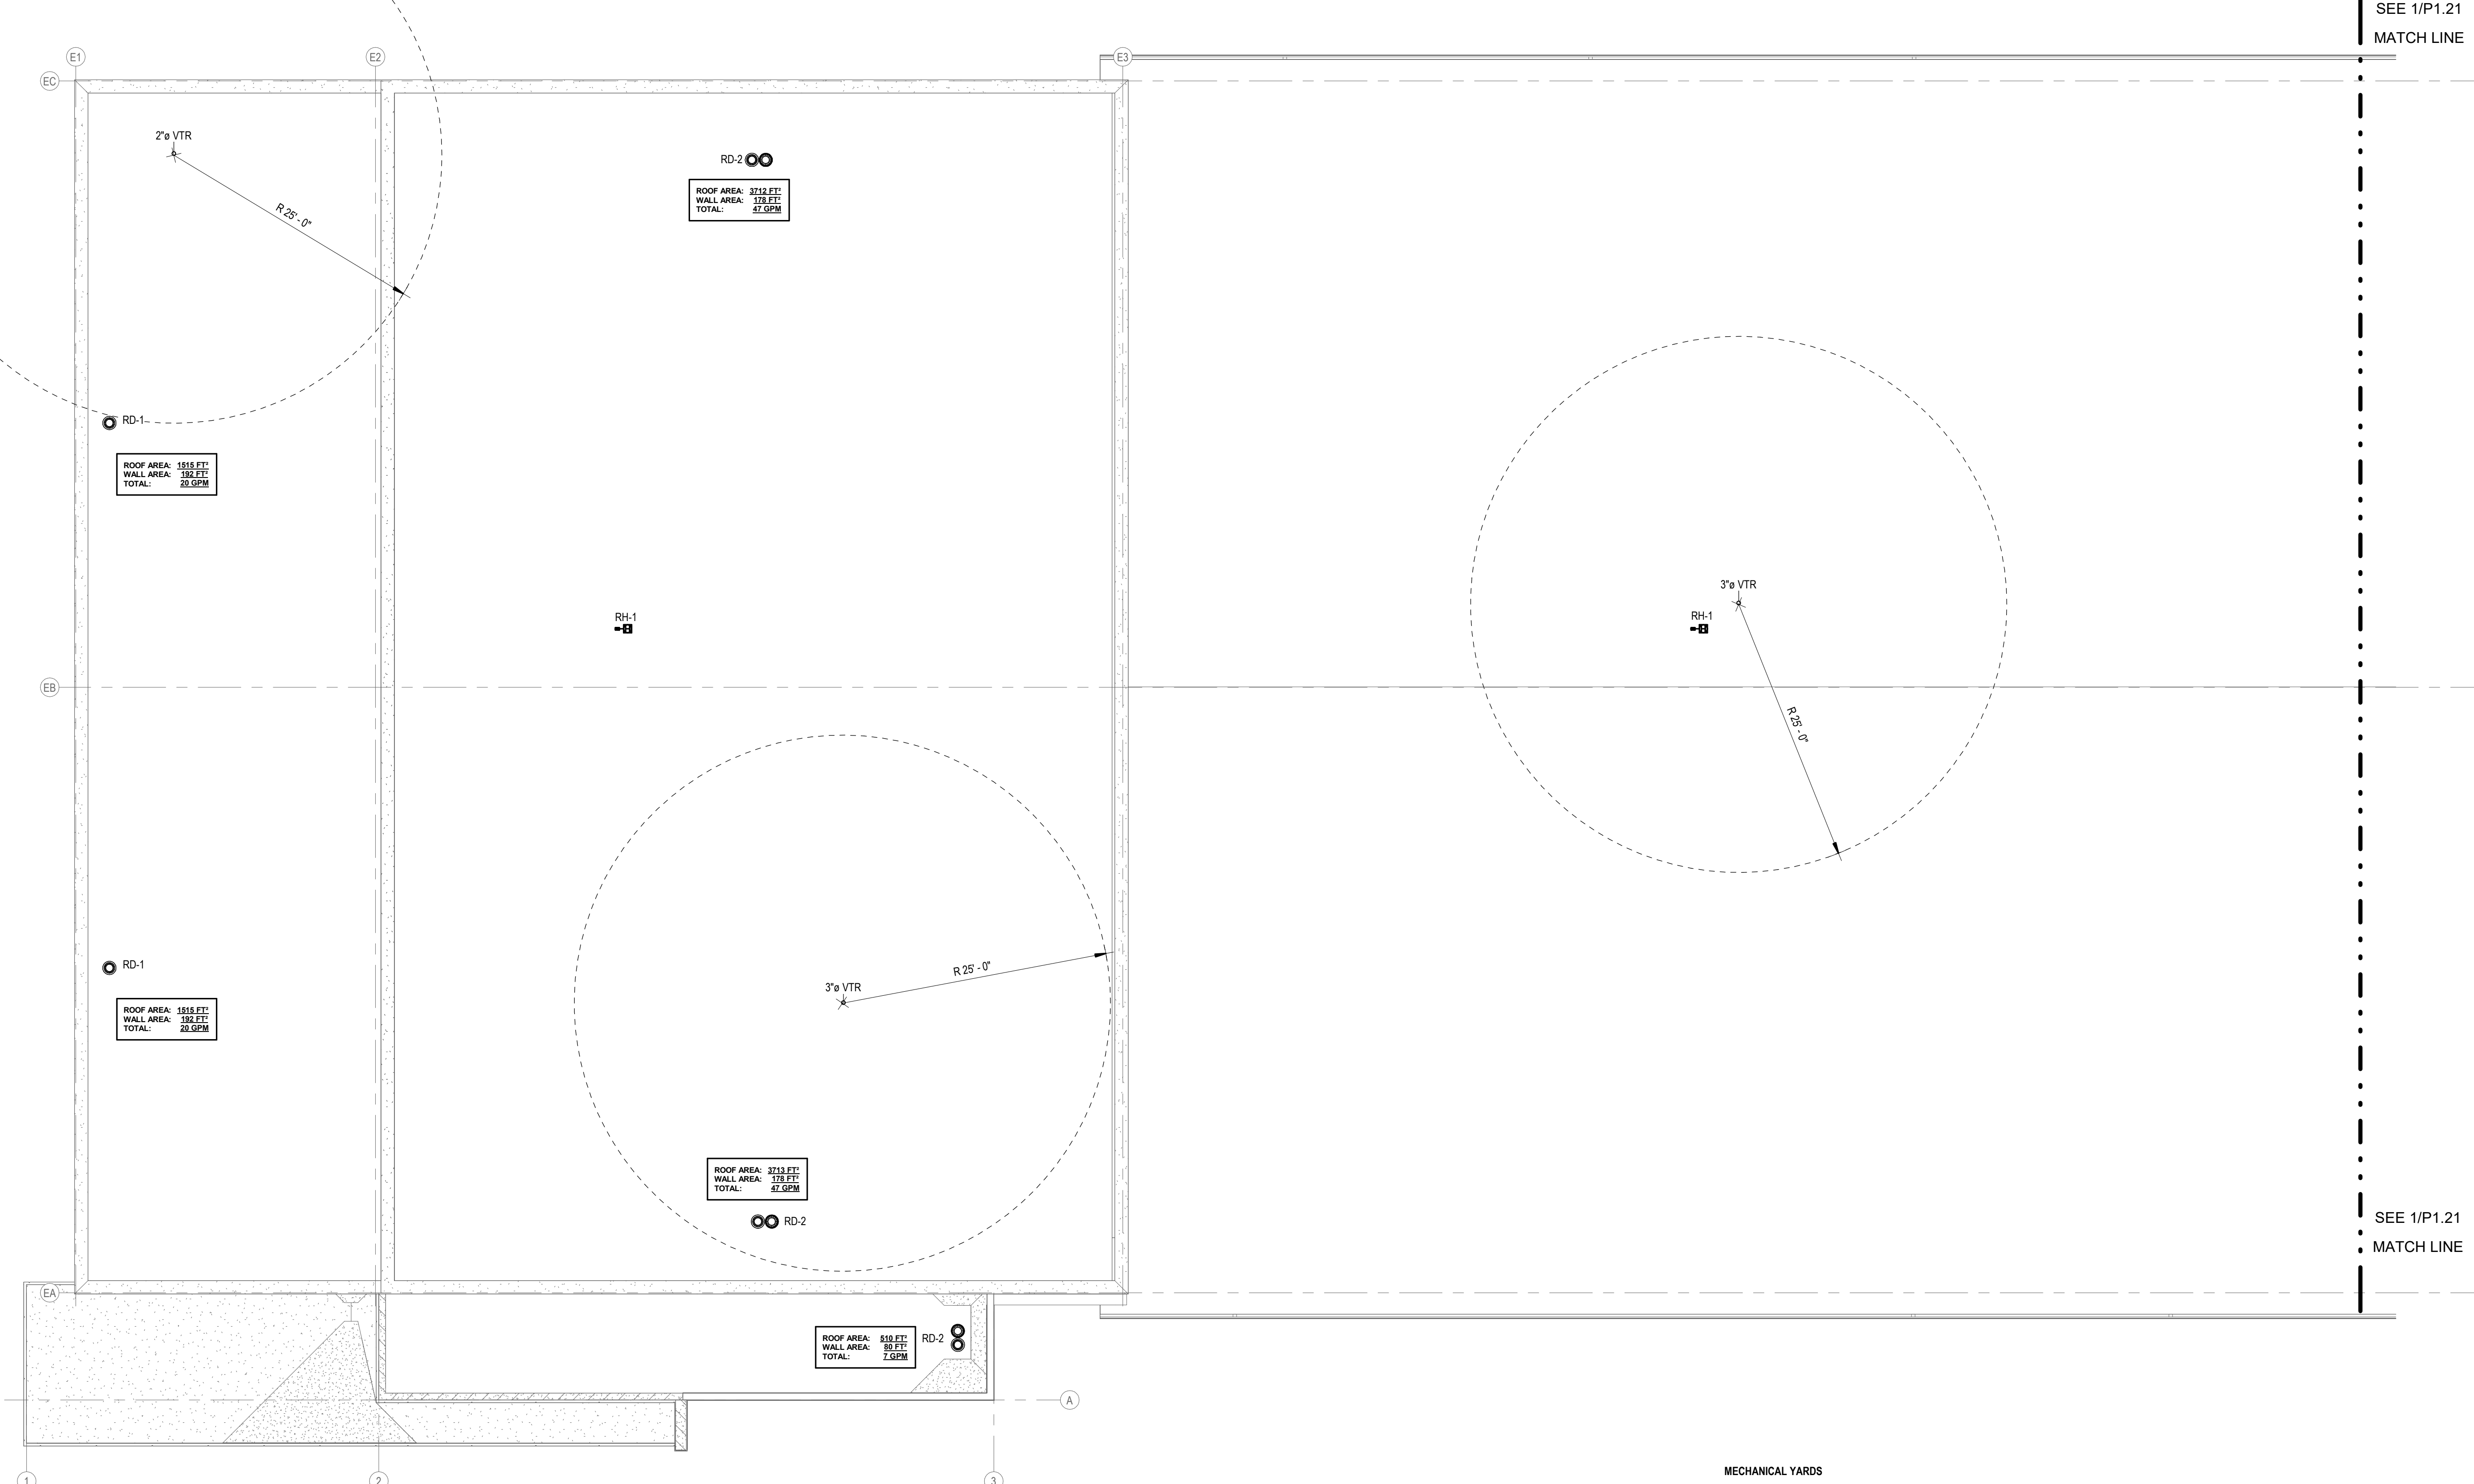 SEE 1/P1.21
MATCH LINE
E1
E2
E3
EC
2"ø VTR
R 25' - 0"
RD-2
ROOF AREA: 3712 FT²
WALL AREA: 178 FT²
TOTAL: 47 GPM
RD-1
ROOF AREA: 1515 FT²
WALL AREA: 192 FT²
TOTAL: 20 GPM
RH-1
3"ø VTR
RH-1
R 25' - 0"
EB
RD-1
ROOF AREA: 1515 FT²
WALL AREA: 192 FT²
TOTAL: 20 GPM
3"ø VTR
R 25' - 0"
ROOF AREA: 3713 FT²
WALL AREA: 178 FT²
TOTAL: 47 GPM
RD-2
SEE 1/P1.21
MATCH LINE
EA
ROOF AREA: 510 FT²
WALL AREA: 80 FT²
TOTAL: 7 GPM
RD-2
A
1
2
3
MECHANICAL YARDS